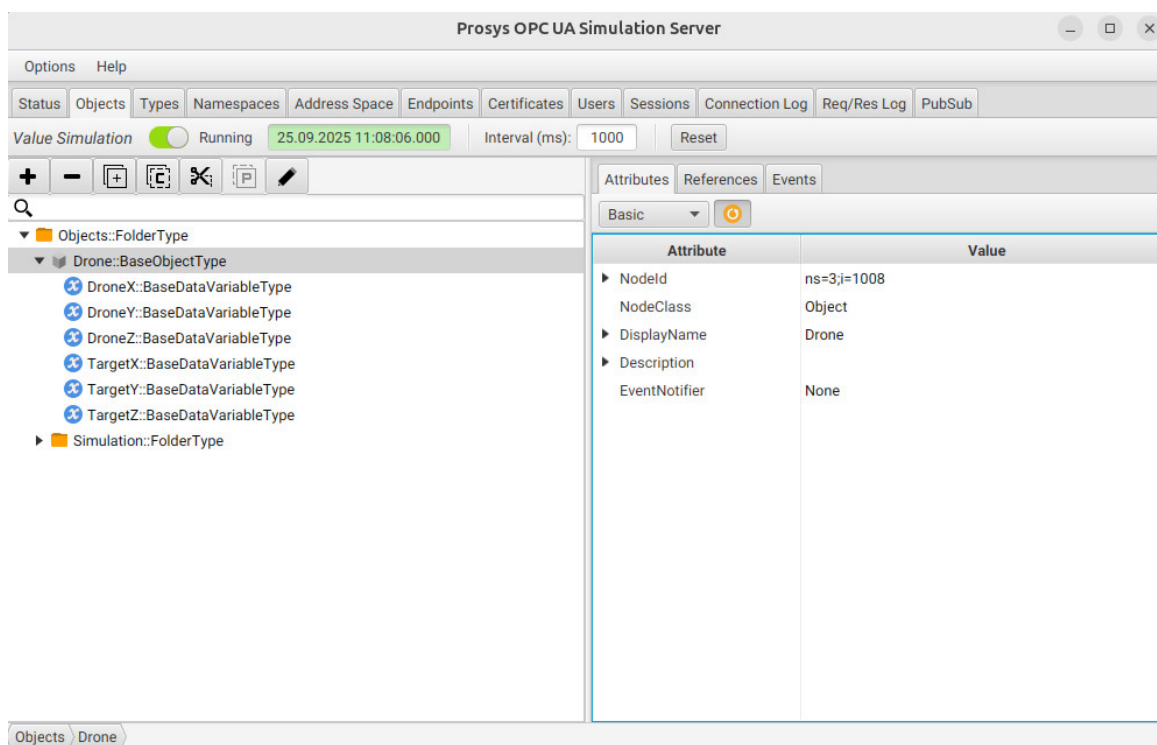 Prosys OPC UA Simulation Server
Options Help
Status Objects Types Namespaces Address Space Endpoints Certificates Users Sessions Connection Log Req/Res Log PubSub
Value Simulation Running 25.09.2025 11:08:06.000 Interval (ms): 1000 Reset
Attributes References Events
Basic
Objects::FolderType
Drone::BaseObjectType
DroneX::BaseDataVariableType
DroneY::BaseDataVariableType
DroneZ::BaseDataVariableType
TargetX::BaseDataVariableType
TargetY::BaseDataVariableType
TargetZ::BaseDataVariableType
Simulation::FolderType
Attribute Value
NodeId ns=3;i=1008
NodeClass Object
DisplayName Drone
Description
EventNotifier None
Objects Drone